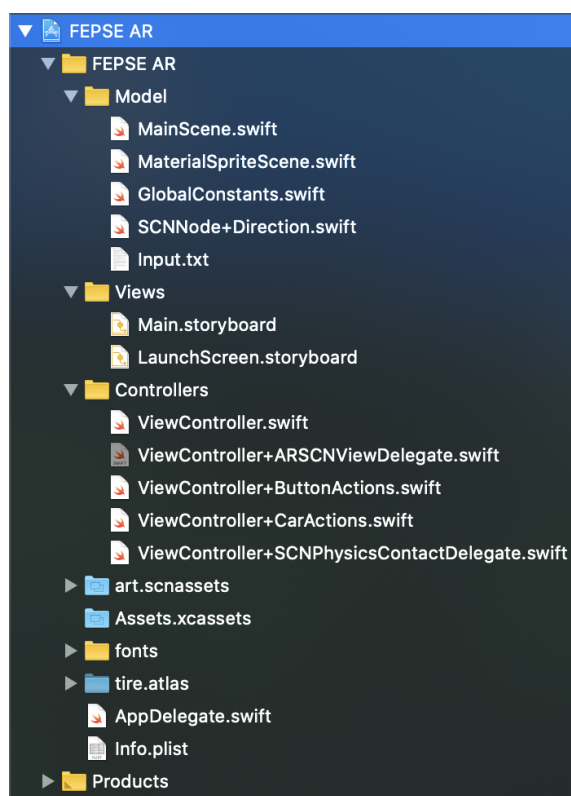 FEPSE AR
FEPSE AR
Model
MainScene.swift
MaterialSpriteScene.swift
GlobalConstants.swift
SCNNode+Direction.swift
Input.txt
Views
Main.storyboard
LaunchScreen.storyboard
Controllers
ViewController.swift
ViewController+ARSCNViewDelegate.swift
ViewController+ButtonActions.swift
ViewController+CarActions.swift
ViewController+SCNPhysicsContactDelegate.swift
art.scnassets
Assets.xcassets
fonts
tire.atlas
AppDelegate.swift
Info.plist
Products